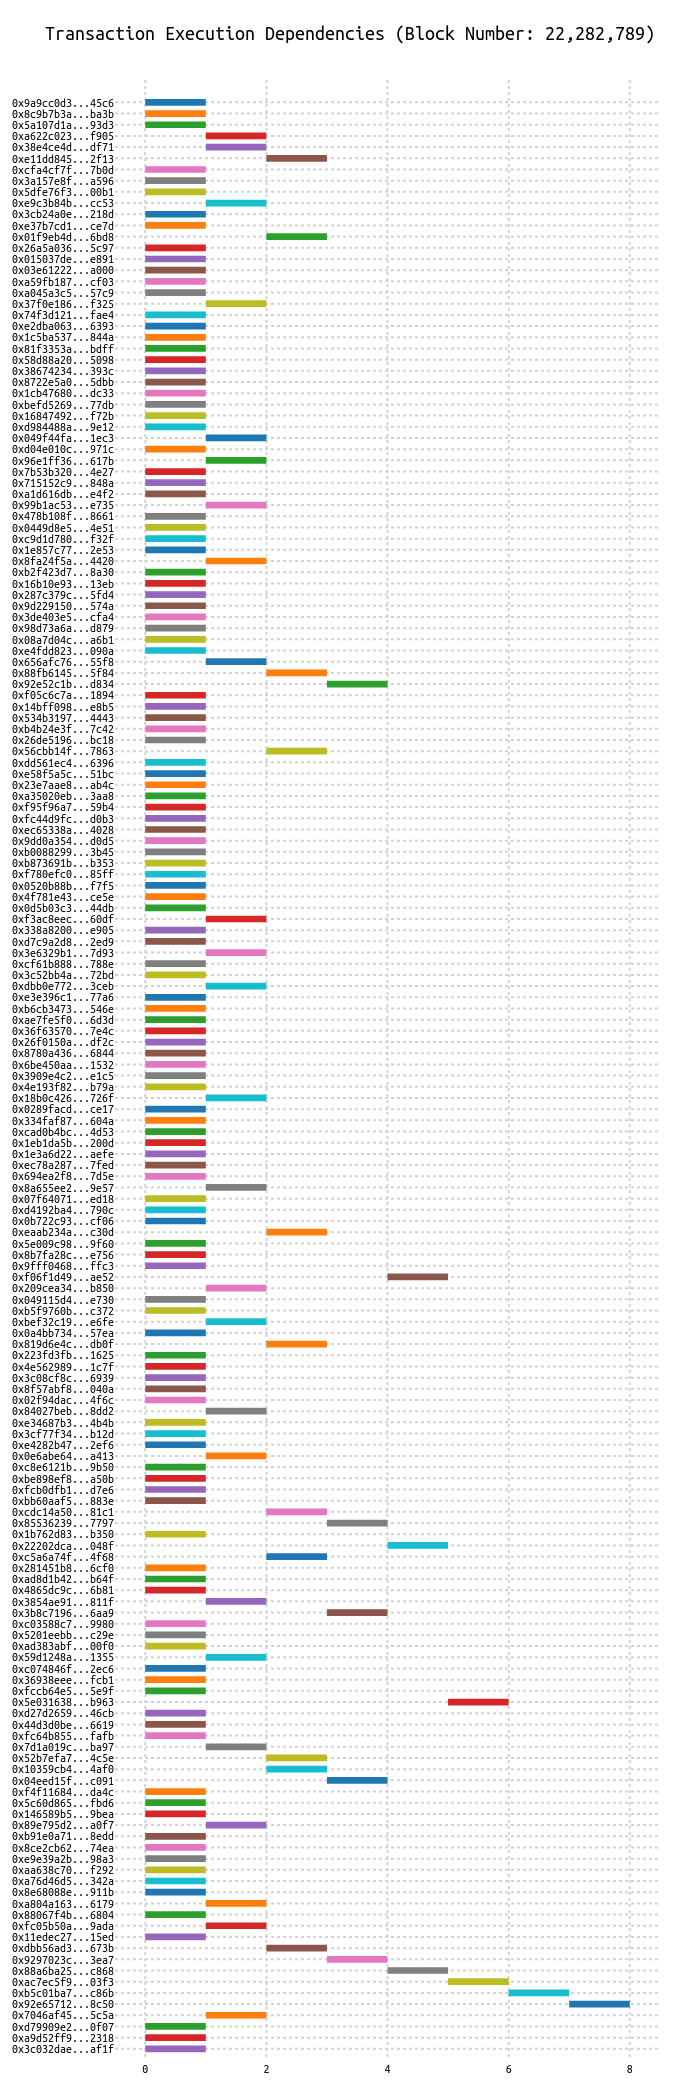 Transaction Execution Dependencies (Block Number: 22,282,789)
0x9a9cc0d3...45c6
0x8c9b7b3a...ba3b
0x5a107d1a...93d3
0xa622c023...f905
0x38e4ce4d...df71
0xe11dd845...2f13
0xcfa4cf7f...7b0d
0x3a157e8f...a596
0x5dfe76f3...00b1
0xe9c3b84b...cc53
0x3cb24a0e...218d
0xe37b7cd1...ce7d
0x01f9eb4d...6bd8
0x26a5a036...5c97
0x015037de...e891
0x03e61222...a000
0xa59fb187...cf03
0xa045a3c5...57c9
0x37f0e186...f325
0x74f3d121...fae4
0xe2dba063...6393
0x1c5ba537...844a
0x81f3353a...bdff
0x58d88a20...5098
0x38674234...393c
0x8722e5a0...5dbb
0x1cb47680...dc33
0xbefd5269...77db
0x16847492...f72b
0xd984488a...9e12
0x049f44fa...1ec3
0xd04e010c...971c
0x96e1ff36...617b
0x7b53b320...4e27
0x715152c9...848a
0xa1d616db...e4f2
0x99b1ac53...e735
0x478b108f...8661
0x0449d8e5...4e51
0xc9d1d780...f32f
0x1e857c77...2e53
0x8fa24f5a...4420
0xb2f423d7...8a30
0x16b10e93...13eb
0x287c379c...5fd4
0x9d229150...574a
0x3de403e5...cfa4
0x98d73a6a...d879
0x08a7d04c...a6b1
0xe4fdd823...090a
0x656afc76...55f8
0x88fb6145...5f84
0x92e52c1b...d834
0xf05c6c7a...1894
0x14bff098...e8b5
0x534b3197...4443
0xb4b24e3f...7c42
0x26de5196...bc18
0x56cbb14f...7863
0xdd561ec4...6396
0xe58f5a5c...51bc
0x23e7aae8...ab4c
0xa35020eb...3aa8
0xf95f96a7...59b4
0xfc44d9fc...d0b3
0xec65338a...4028
0x9dd0a354...d0d5
0xb0088299...3b45
0xb873691b...b353
0xf780efc0...85ff
0x0520b88b...f7f5
0x4f781e43...ce5e
0x0d5b03c3...44db
0xf3ac8eec...60df
0x338a8200...e905
0xd7c9a2d8...2ed9
0x3e6329b1...7d93
0xcf61b888...788e
0x3c52bb4a...72bd
0xdbb0e772...3ceb
0xe3e396c1...77a6
0xb6cb3473...546e
0xae7fe5f0...6d3d
0x36f63570...7e4c
0x26f0150a...df2c
0x8780a436...6844
0x6be450aa...1532
0x3909e4c2...e1c5
0x4e193f82...b79a
0x18b0c426...726f
0x0289facd...ce17
0x334faf87...604a
0xcad0b4bc...4d53
0x1eb1da5b...200d
0x1e3a6d22...aefe
0xec78a287...7fed
0x694ea2f8...7d5e
0x8a655ee2...9e57
0x07f64071...ed18
0xd4192ba4...790c
0x0b722c93...cf06
0xeaab234a...c30d
0x5e009c98...9f60
0x8b7fa28c...e756
0x9fff0468...ffc3
0xf06f1d49...ae52
0x209cea34...b850
0x049115d4...e730
0xb5f9760b...c372
0xbef32c19...e6fe
0x0a4bb734...57ea
0x819d6e4c...db0f
0x223fd3fb...1625
0x4e562989...1c7f
0x3c08cf8c...6939
0x8f57abf8...040a
0x02f94dac...4f6c
0x84027beb...8dd2
0xe34687b3...4b4b
0x3cf77f34...b12d
0xe4282b47...2ef6
0x0e6abe64...a413
0xc8e6121b...9b50
0xbe898ef8...a50b
0xfcb0dfb1...d7e6
0xbb60aaf5...883e
0xcdc14a50...81c1
0x85536239...7797
0x1b762d83...b350
0x22202dca...048f
0xc5a6a74f...4f68
0x281451b8...6cf0
0xad8d1b42...b64f
0x4865dc9c...6b81
0x3854ae91...811f
0x3b8c7196...6aa9
0xc03588c7...9980
0x5201eebb...c29e
0xad383abf...00f0
0x59d1248a...1355
0xc074846f...2ec6
0x36938eee...fcb1
0xfccb64e5...5e9f
0x5e031638...b963
0xd27d2659...46cb
0x44d3d0be...6619
0xfc64b855...fafb
0x7d1a019c...ba97
0x52b7efa7...4c5e
0x10359cb4...4af0
0x04eed15f...c091
0xf4f11684...da4c
0x5c60d865...fbd6
0x146589b5...9bea
0x89e795d2...a0f7
0xb91e0a71...8edd
0x8ce2cb62...74ea
0xe9e39a2b...98a3
0xaa638c70...f292
0xa76d46d5...342a
0x8e68088e...911b
0xa804a163...6179
0x88067f4b...6804
0xfc05b50a...9ada
0x11edec27...15ed
0xdbb56ad3...673b
0x9297023c...3ea7
0x88a6ba25...c868
0xac7ec5f9...03f3
0xb5c01ba7...c86b
0x92e65712...8c50
0x7046af45...5c5a
0xd79909e2...0f07
0xa9d52ff9...2318
0x3c032dae...af1f
0 2 4 6 8